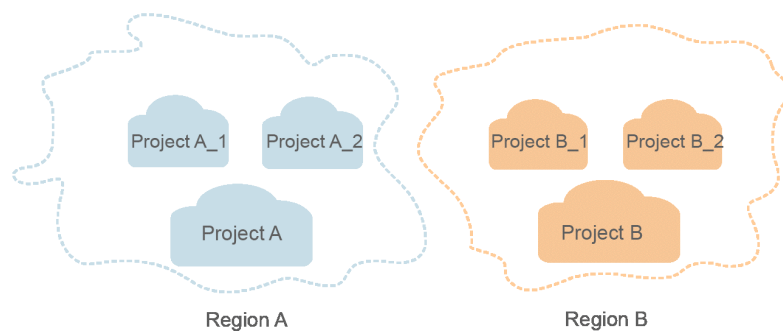 Project A_1
Project A_2
Project B_1
Project B_2
Project A
Project B
Region A
Region B